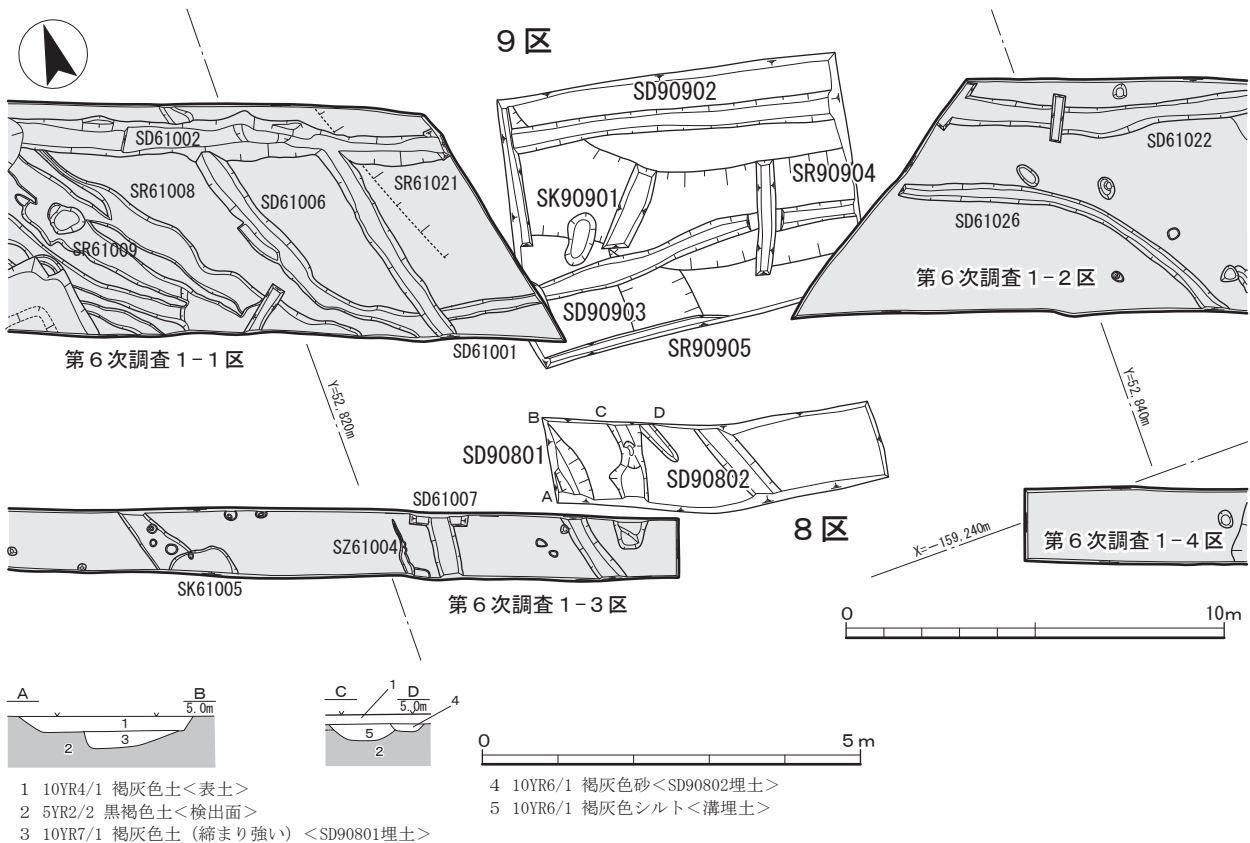 9区
SD90902
SD61002
SR61008
SD61006
SR61021
SR61009
SK90901
SR90904
SD61022
SD61026
第6次調査1-2区
SD90903
SR90905
SD61001
第6次調査1-1区
Y=52,820m
Y=52,840m
B
C
D
SD90801
SD90802
A
8区
SD61007
SZ61004
SK61005
第6次調査1-3区
X=-159,240m
第6次調査1-4区
0
10m
A
B
5.0m
1
2
3
C
D
5.0m
1
4
5
2
0
5m
1 10YR4/1 褐灰色土<表土>
2 5YR2/2 黒褐色土<検出面>
3 10YR7/1 褐灰色土（締まり強い）<SD90801埋土>
4 10YR6/1 褐灰色砂<SD90802埋土>
5 10YR6/1 褐灰色シルト<溝埋土>